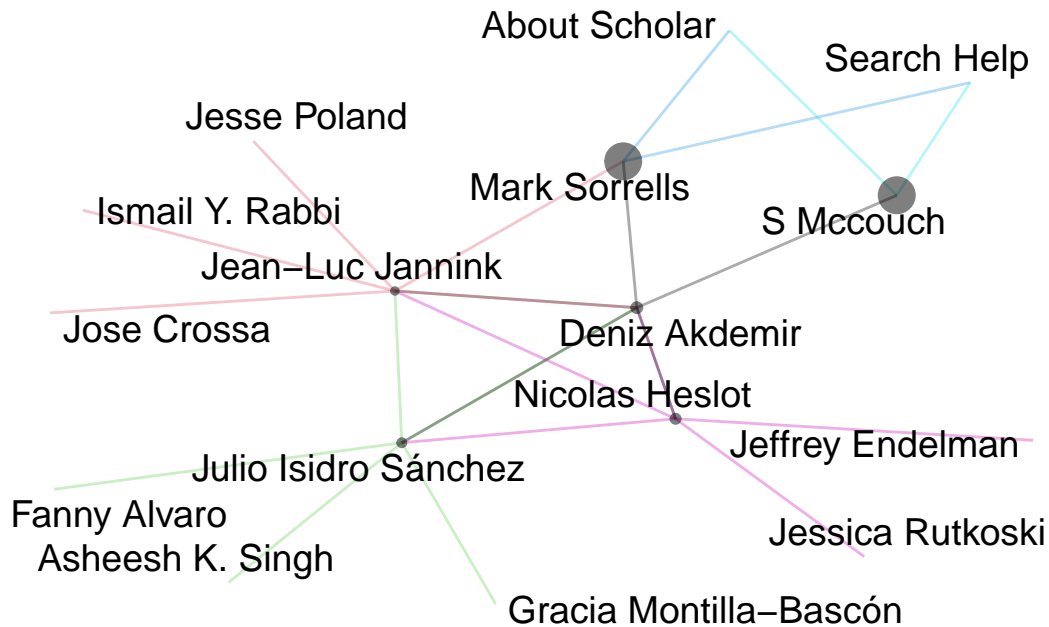 About Scholar
Search Help
Jesse Poland
Mark Sorrells
Ismail Y. Rabbi
S Mccouch
Jean−Luc Jannink
Jose Crossa
Deniz Akdemir
Nicolas Heslot
Jeffrey Endelman
Julio Isidro Sánchez
Fanny Alvaro
Jessica Rutkoski
Asheesh K. Singh
Gracia Montilla−Bascón